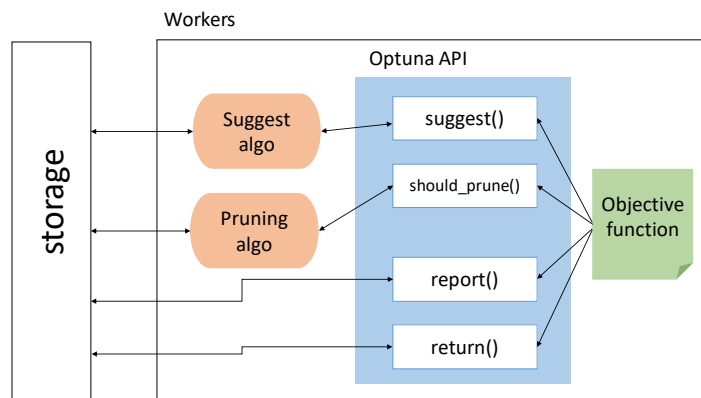 Workers
Optuna API
storage
Suggest
algo
suggest()
Pruning
algo
should_prune()
Objective
function
report()
return()